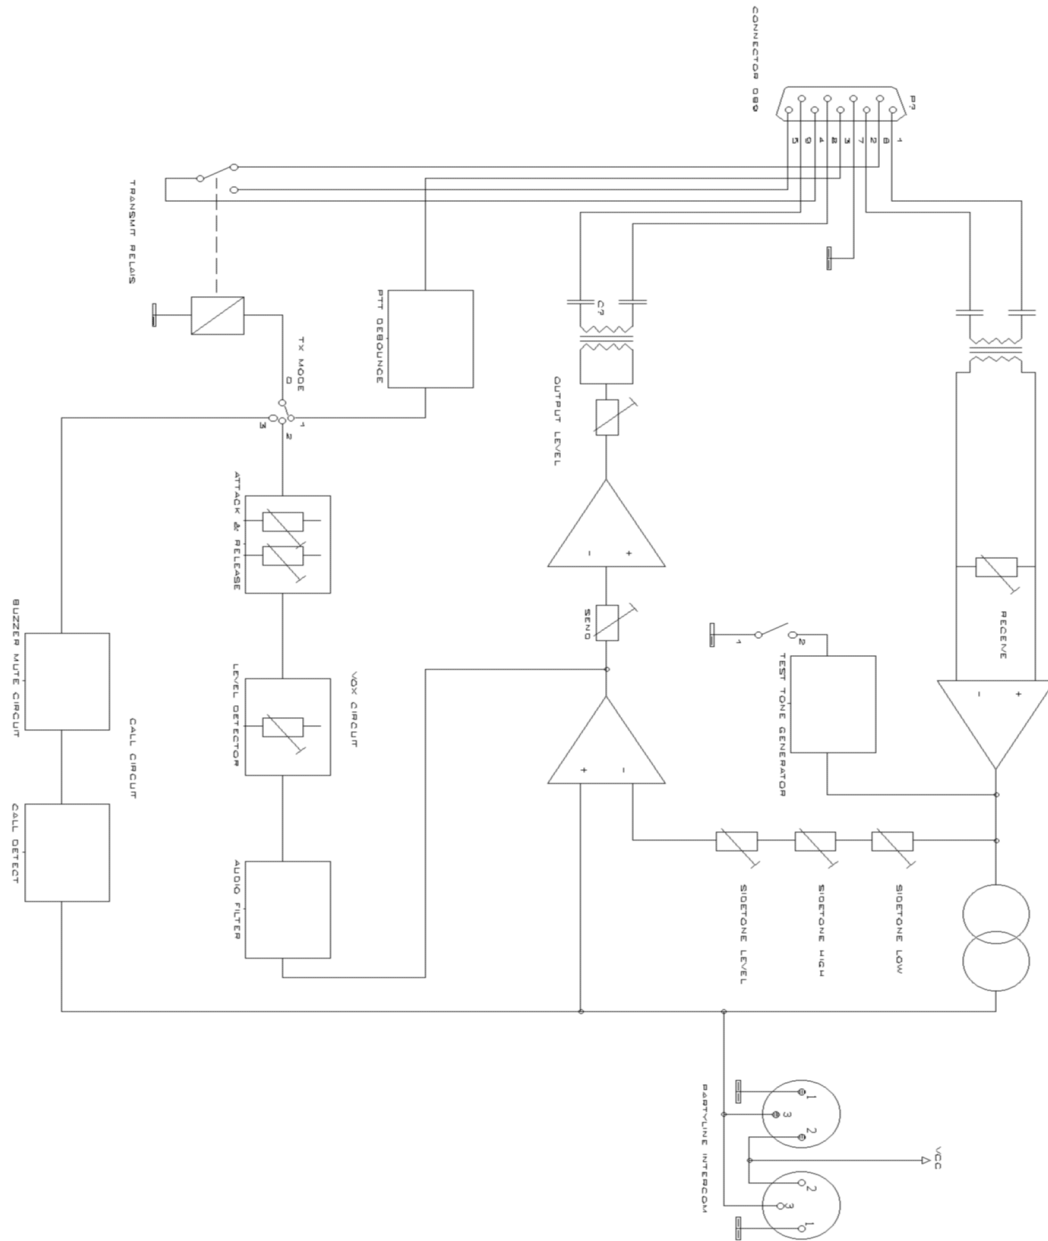 CONNECTOR DB9
P?
5 9 4 8 3 7 2 6 1
TRANSMIT RELAIS
PTT DEBOUNCE
C?
TX MODE
0
1
2
3
OUTPUT LEVEL
ATTACK & RELEASE
- +
SEND
RECEIVE
1 2
TEST TONE GENERATOR
- +
BUZZER MUTE CIRCUIT
CALL CIRCUIT
LEVEL DETECTOR
VOX CIRCUIT
+ -
CALL DETECT
AUDIO FILTER
SIDETONE LEVEL
SIDETONE HIGH
SIDETONE LOW
PARTYLINE INTERCOM
1
3
2
VCC
2
3
1